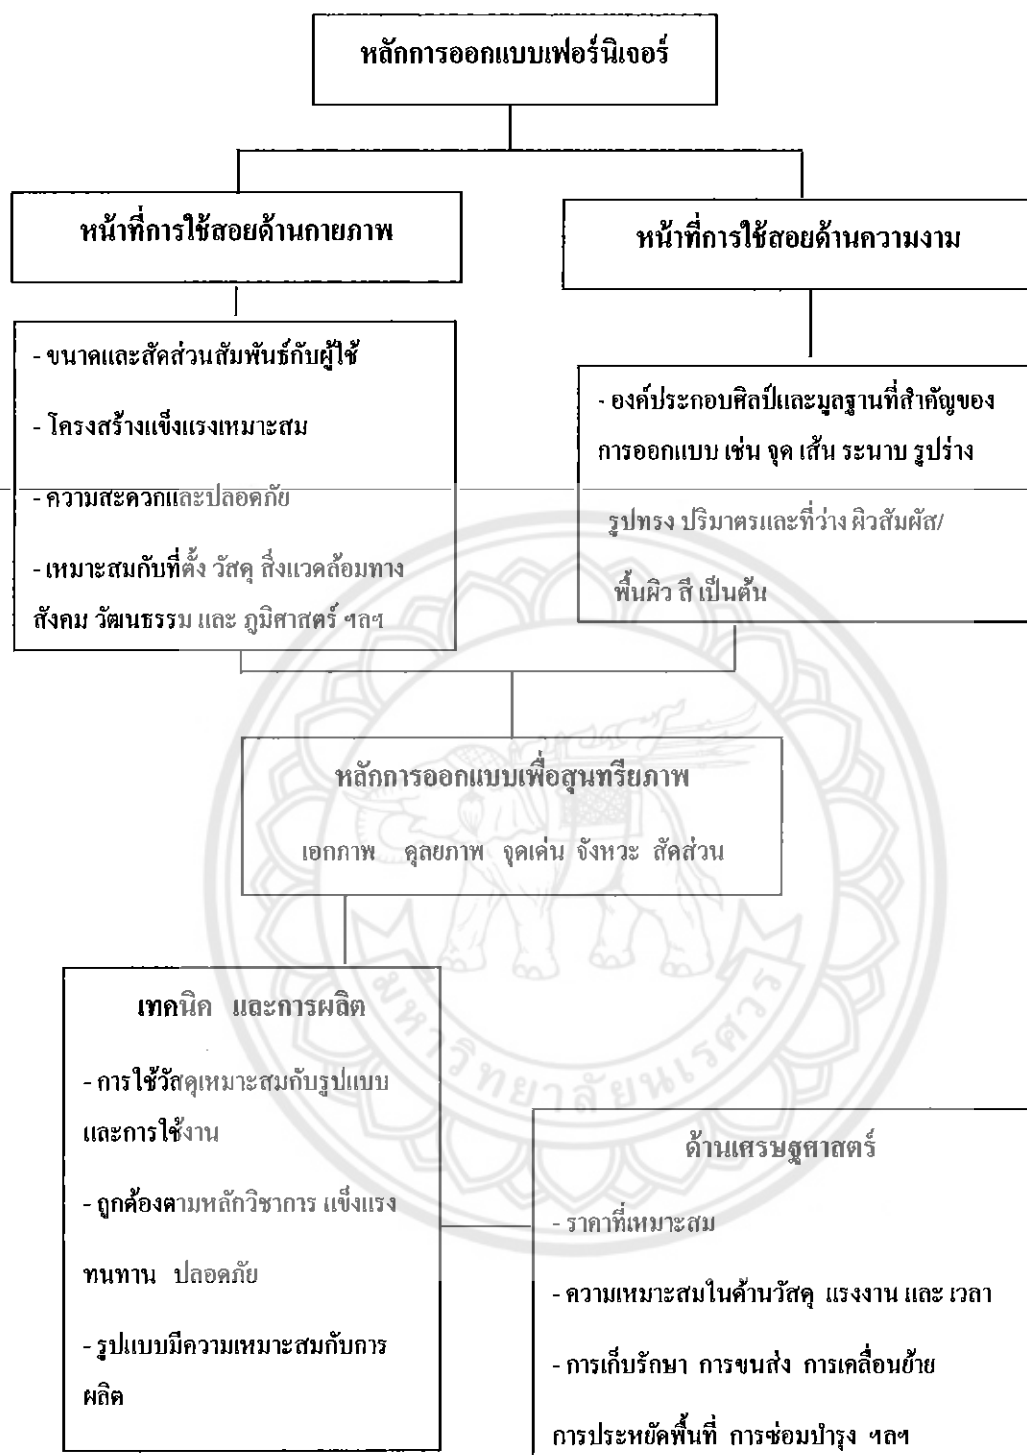 หลักการออกแบบเฟอร์นิเจอร์
หน้าที่การใช้สอยด้านกายภาพ
หน้าที่การใช้สอยด้านความงาม
- ขนาดและสัดส่วนสัมพันธ์กับผู้ใช้
- โครงสร้างแข็งแรงเหมาะสม
- ความสะดวกและปลอดภัย
- เหมาะสมกับที่ตั้ง วัสดุ สิ่งแวดล้อมทาง
สังคม วัฒนธรรม และ ภูมิศาสตร์ ฯลฯ
- องค์ประกอบศิลป์และมูลฐานที่สำคัญของ
การออกแบบ เช่น จุด เส้น ระนาบ รูปร่าง
รูปทรง ปริมาตรและที่ว่าง ผิวสัมผัส/
พื้นผิว สี เป็นต้น
หลักการออกแบบเพื่อสุนทรียภาพ
เอกภาพ ดุลยภาพ จุดเด่น จังหวะ สัดส่วน
เทคนิค และการผลิต
- การใช้วัสดุเหมาะสมกับรูปแบบ
และการใช้งาน
- ถูกต้องตามหลักวิชาการ แข็งแรง
ทนทาน ปลอดภัย
- รูปแบบมีความเหมาะสมกับการ
ผลิต
มหาวิทยาลัยนเรศวร
ด้านเศรษฐศาสตร์
- ราคาที่เหมาะสม
- ความเหมาะสมในด้านวัสดุ แรงงาน และ เวลา
- การเก็บรักษา การขนส่ง การเคลื่อนย้าย
การประหยัดพื้นที่ การซ่อมบำรุง ฯลฯ